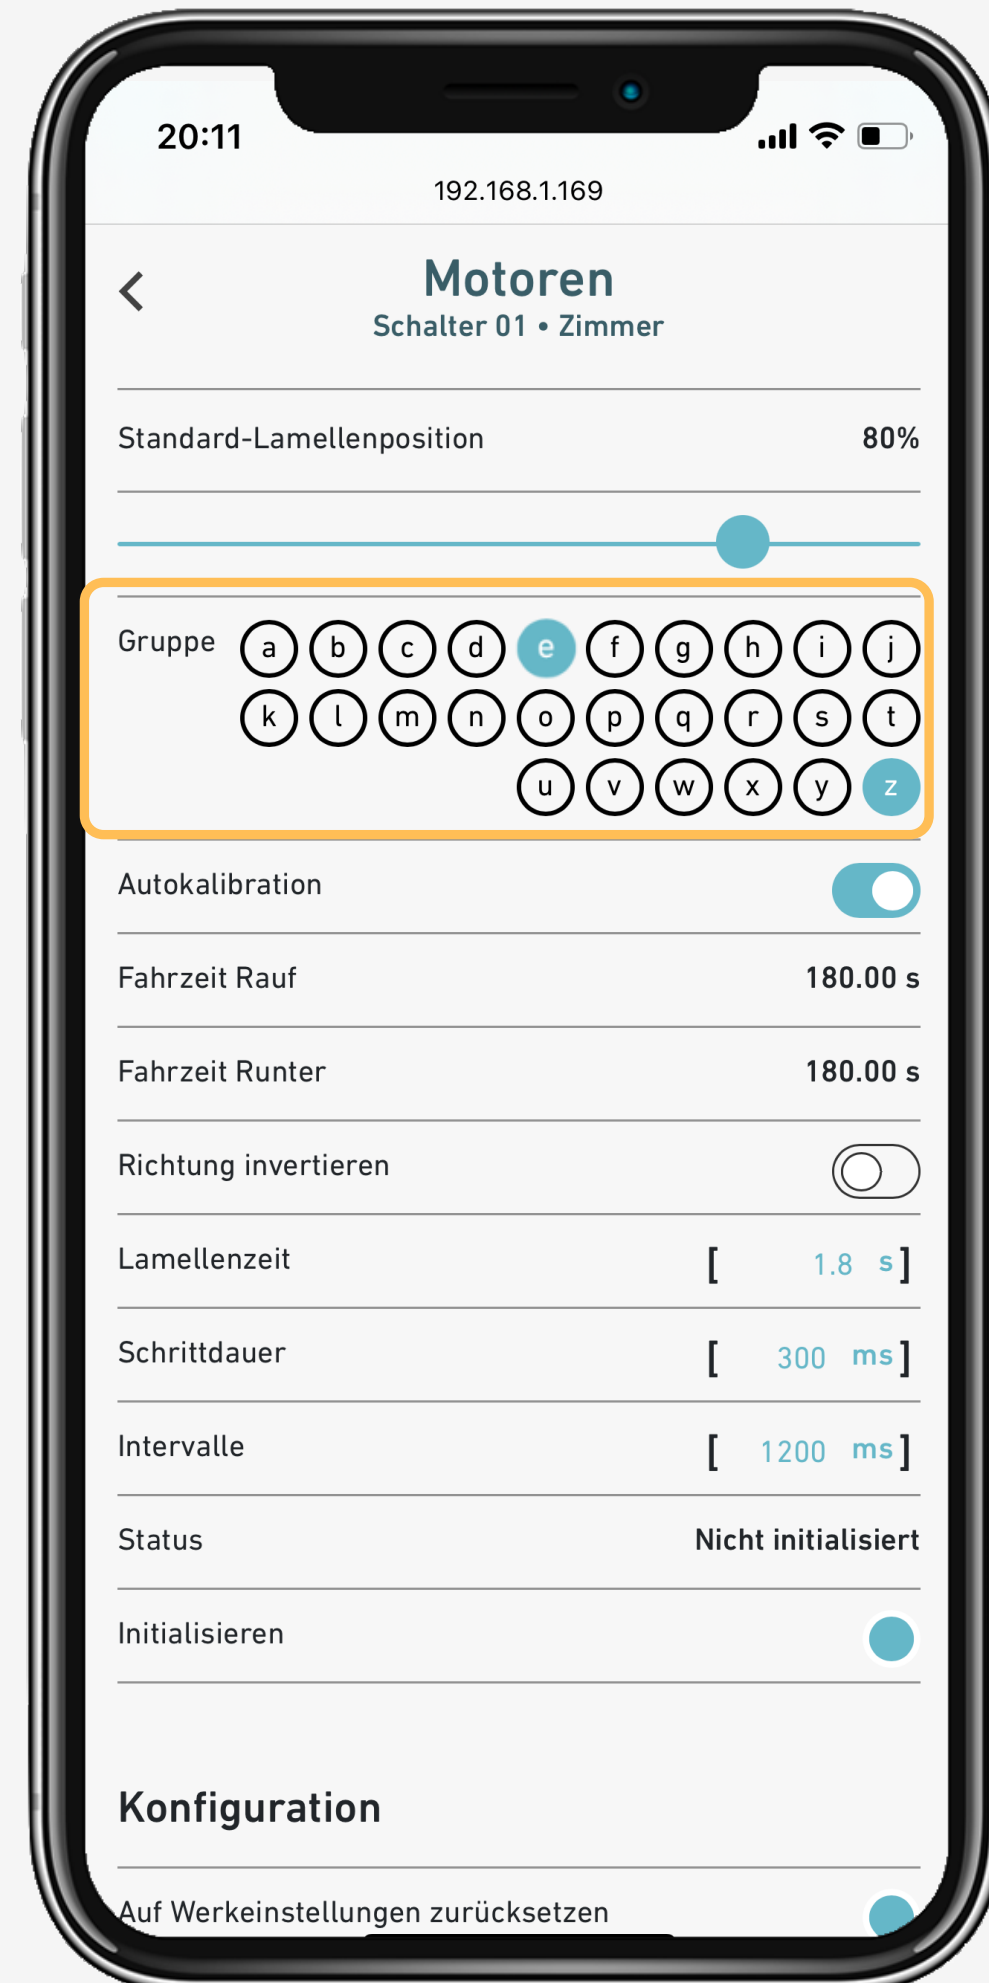 20:11
192.168.1.169
Motoren
Schalter 01 • Zimmer
Standard-Lamellenposition 80%
Gruppe a b c d e f g h i j
k l m n o p q r s t
u v w x y z
Autokalibration
Fahrzeit Rauf 180.00 s
Fahrzeit Runter 180.00 s
Richtung invertieren
Lamellenzeit [ 1.8 s ]
Schrittdauer [ 300 ms ]
Intervalle [ 1200 ms ]
Status Nicht initialisiert
Initialisieren
Konfiguration
Auf Werkeinstellungen zurücksetzen